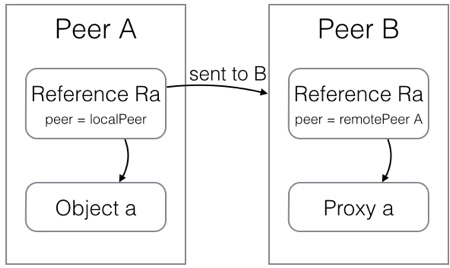 Peer A
Peer B
sent to B
Reference Ra
peer = localPeer
Reference Ra
peer = remotePeer A
Object a
Proxy a